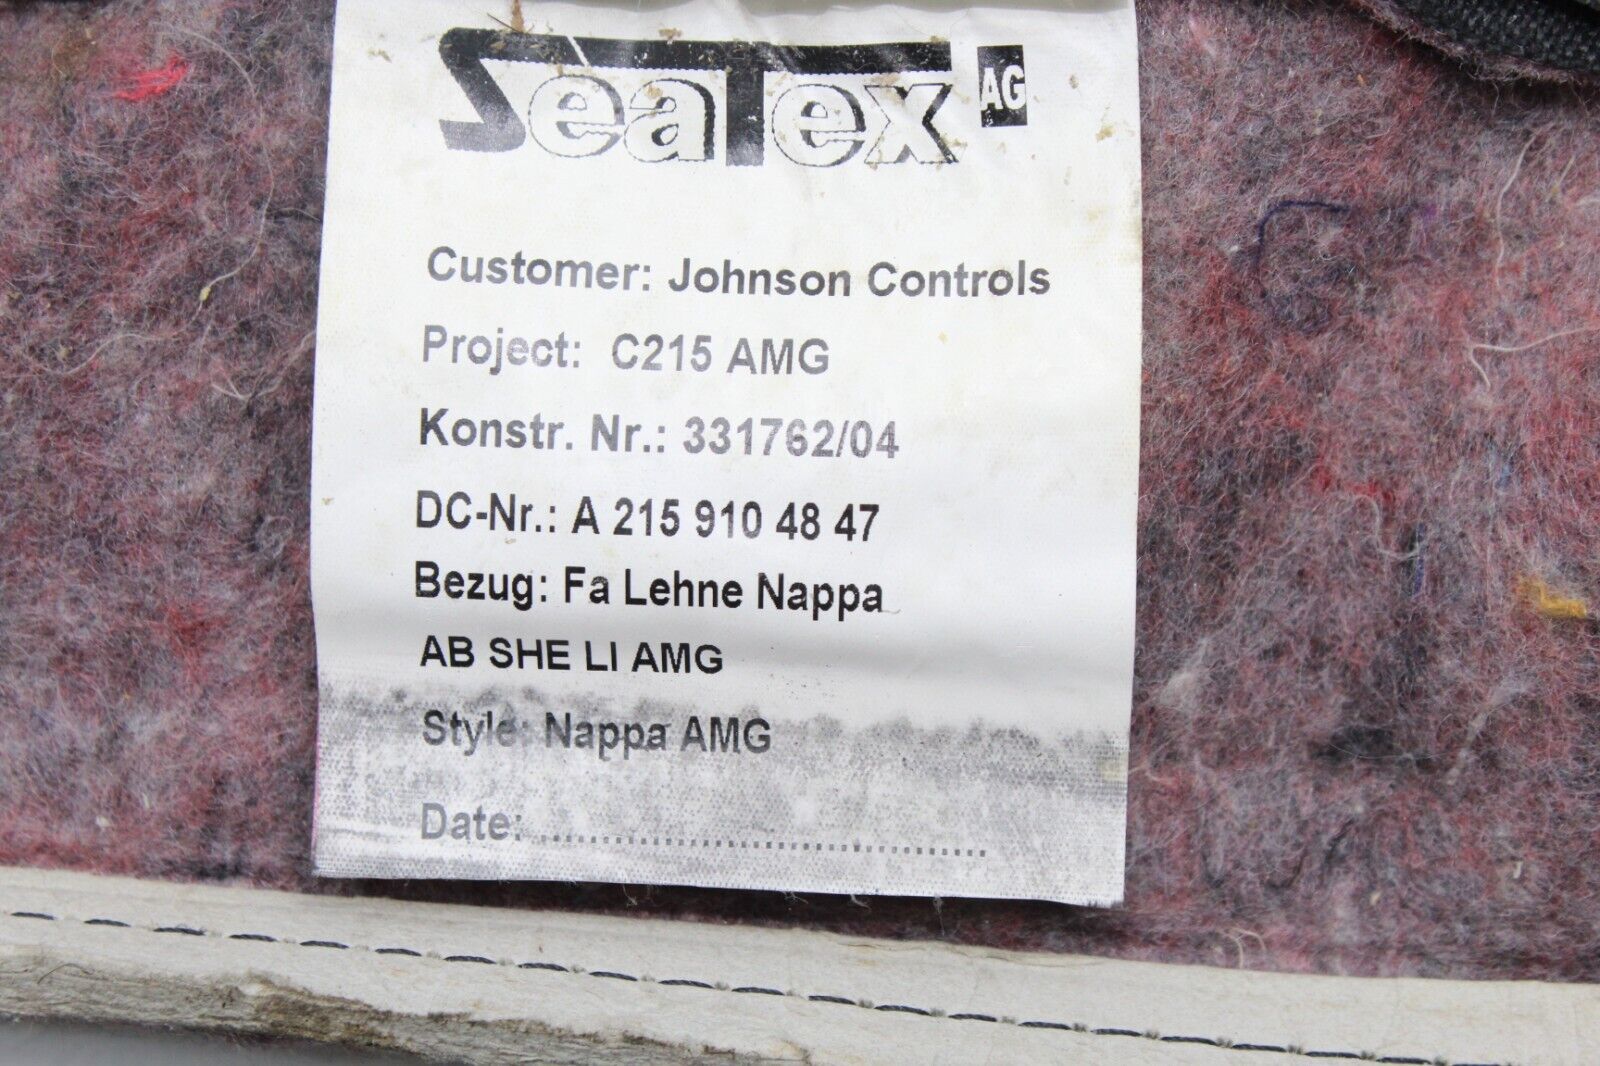 SeaTex AG
Customer: Johnson Controls
Project: C215 AMG
Konstr. Nr.: 331762/04
DC-Nr.: A 215 910 48 47
Bezug: Fa Lehne Nappa
AB SHE LI AMG
Style: Nappa AMG
Date: ........................................